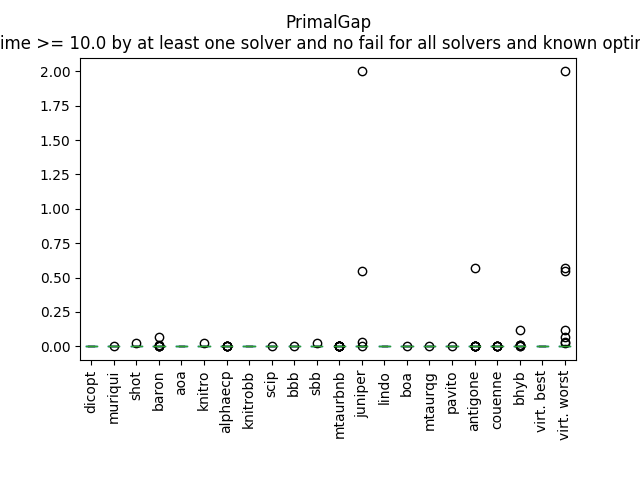 PrimalGap
ime >= 10.0 by at least one solver and no fail for all solvers and known optim
2.00
1.75
1.50
1.25
1.00
0.75
0.50
0.25
0.00
dicopt
muriqui
shot
baron
aoa
knitro
alphaecp
knitrobb
scip
bbb
sbb
mtaurbnb
juniper
lindo
boa
mtaurqg
pavito
antigone
couenne
bhyb
virt. best
virt. worst